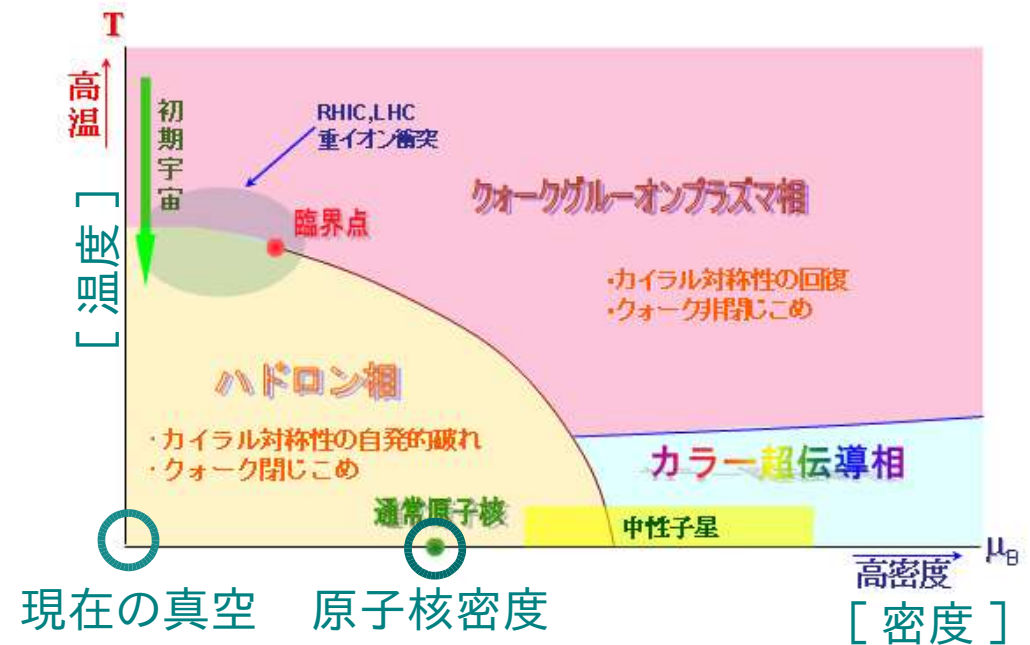 T
高温
初期宇宙
RHIC,LHC
重イオン衝突
クォークグルーオンプラズマ相
臨界点
[ 温度 ]
・カイラル対称性の回復
・クォーク非閉じこめ
ハドロン相
・カイラル対称性の自発的破れ
・クォーク閉じこめ
カラー超伝導相
通常原子核
中性子星
μB
高密度
現在の真空
原子核密度
[ 密度 ]